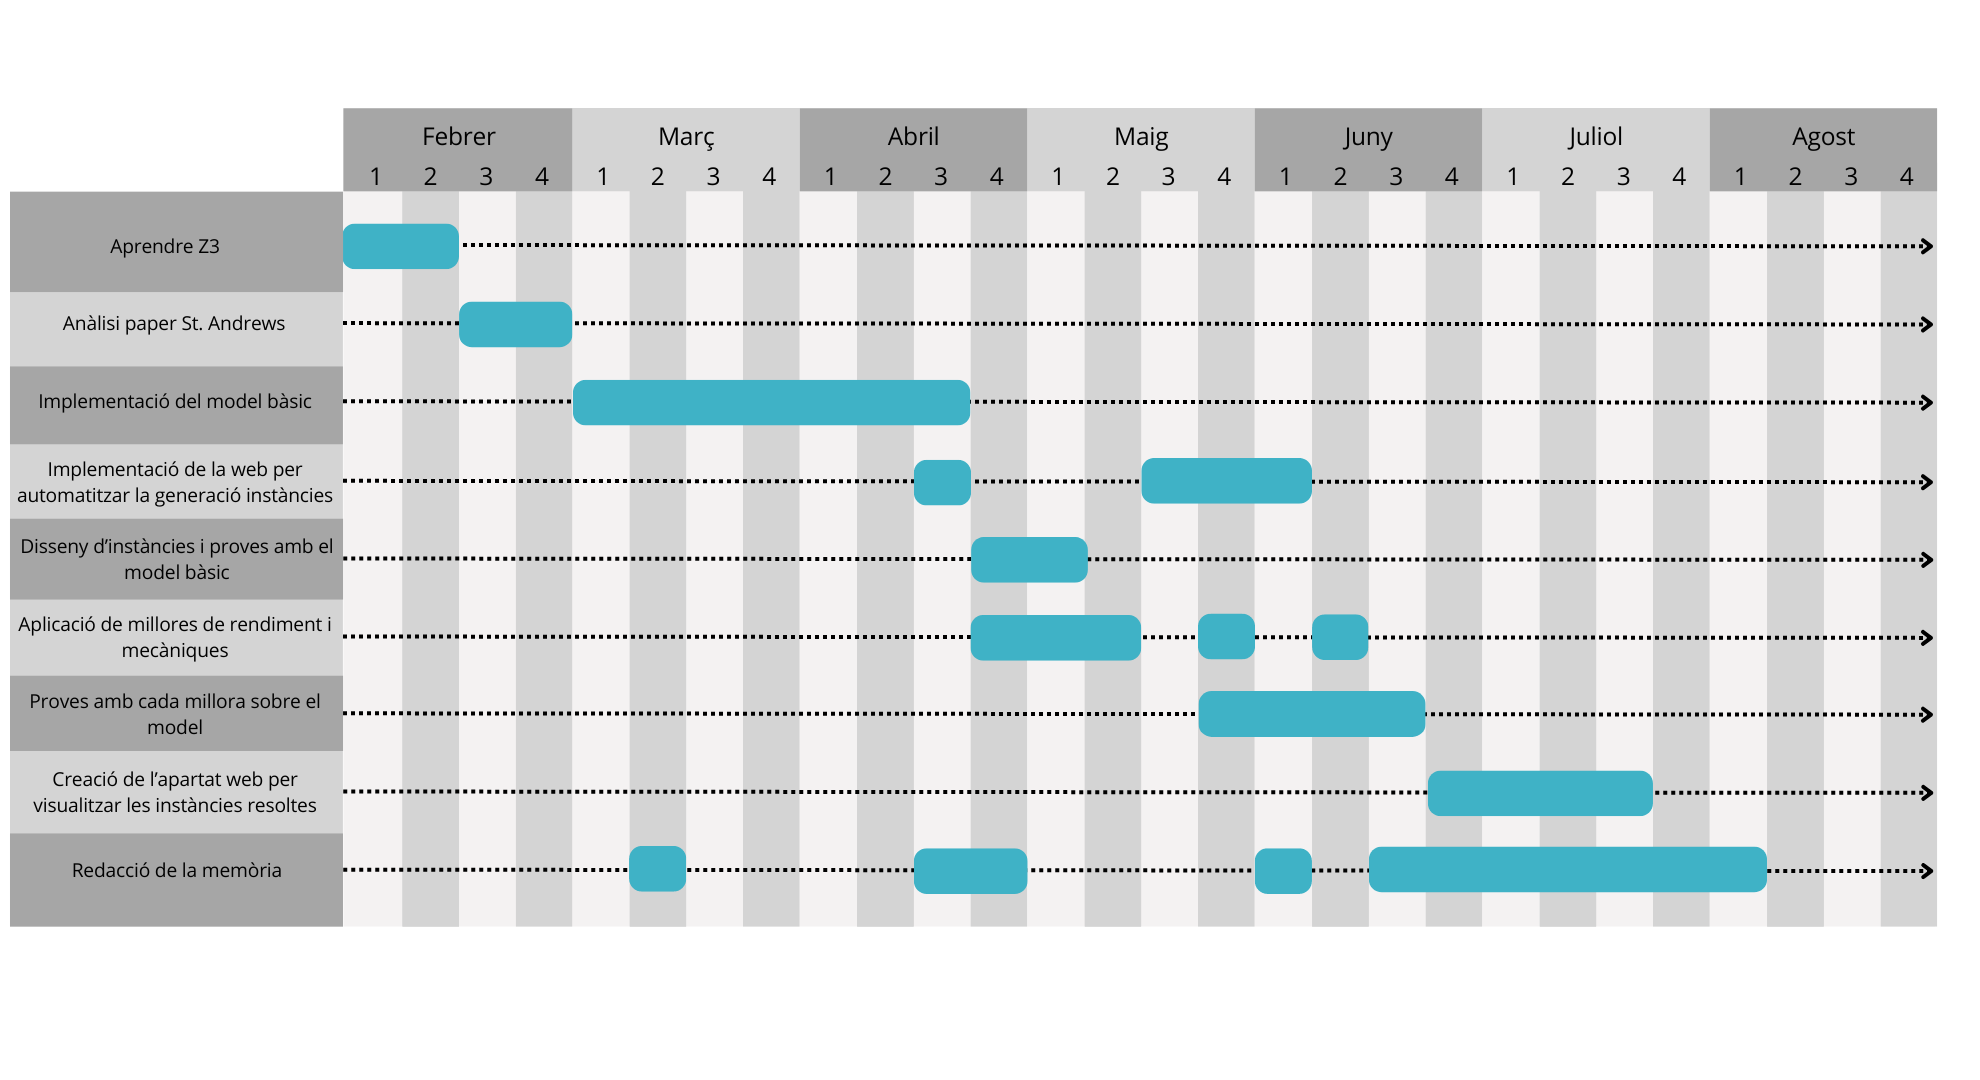 Febrer Març Abril Maig Juny Juliol Agost
1 2 3 4 1 2 3 4 1 2 3 4 1 2 3 4 1 2 3 4 1 2 3 4 1 2 3 4
Aprendre Z3
Anàlisi paper St. Andrews
Implementació del model bàsic
Implementació de la web per
automatitzar la generació instàncies
Disseny d’instàncies i proves amb el
model bàsic
Aplicació de millores de rendiment i
mecàniques
Proves amb cada millora sobre el
model
Creació de l’apartat web per
visualitzar les instàncies resoltes
Redacció de la memòria